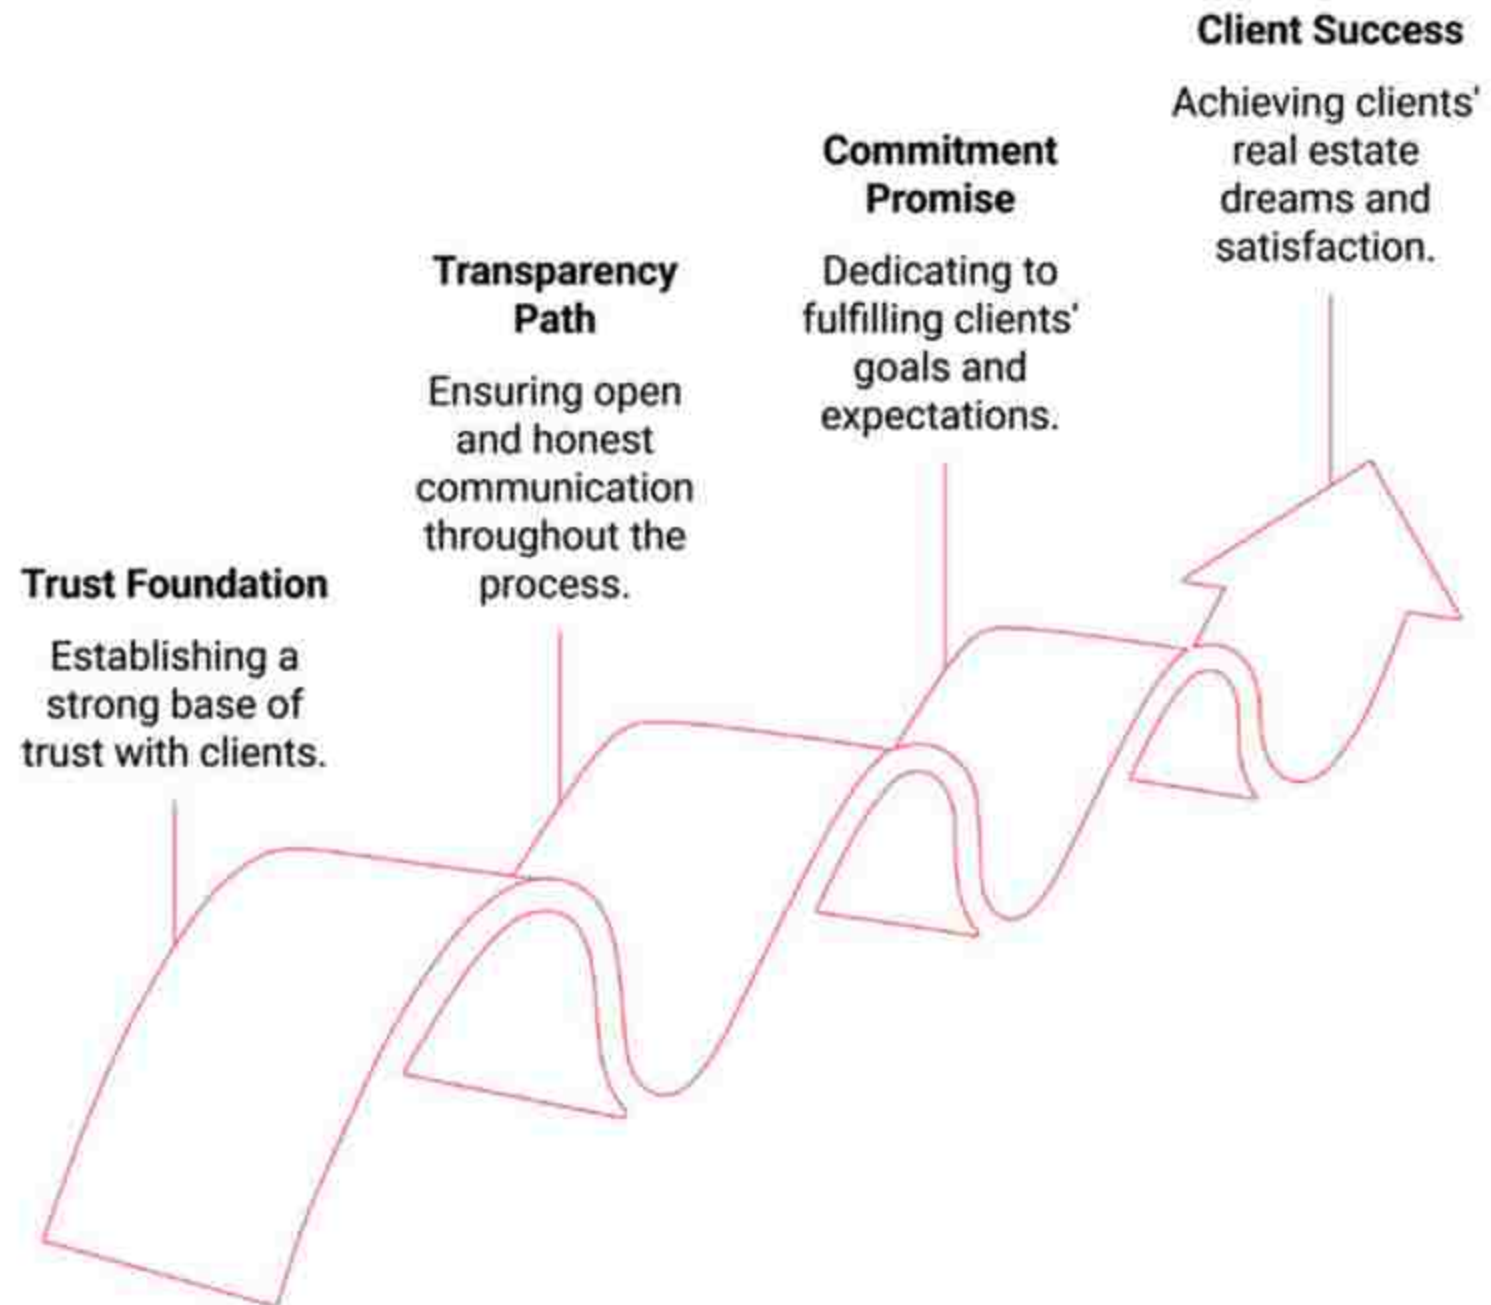 Client Success
Achieving clients'
real estate
dreams and
satisfaction.
Commitment
Promise
Dedicating to
fulfilling clients'
goals and
expectations.
Transparency
Path
Ensuring open
and honest
communication
throughout the
process.
Trust Foundation
Establishing a
strong base of
trust with clients.